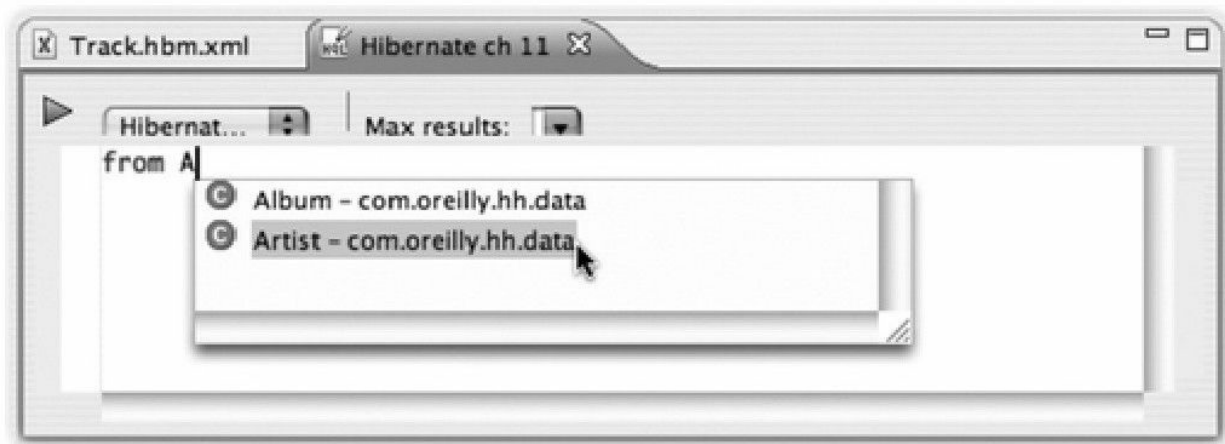 Track.hbm.xml
HQL Hibernate ch 11
Hibernat... Max results:
from A
C Album – com.oreilly.hh.data
C Artist – com.oreilly.hh.data